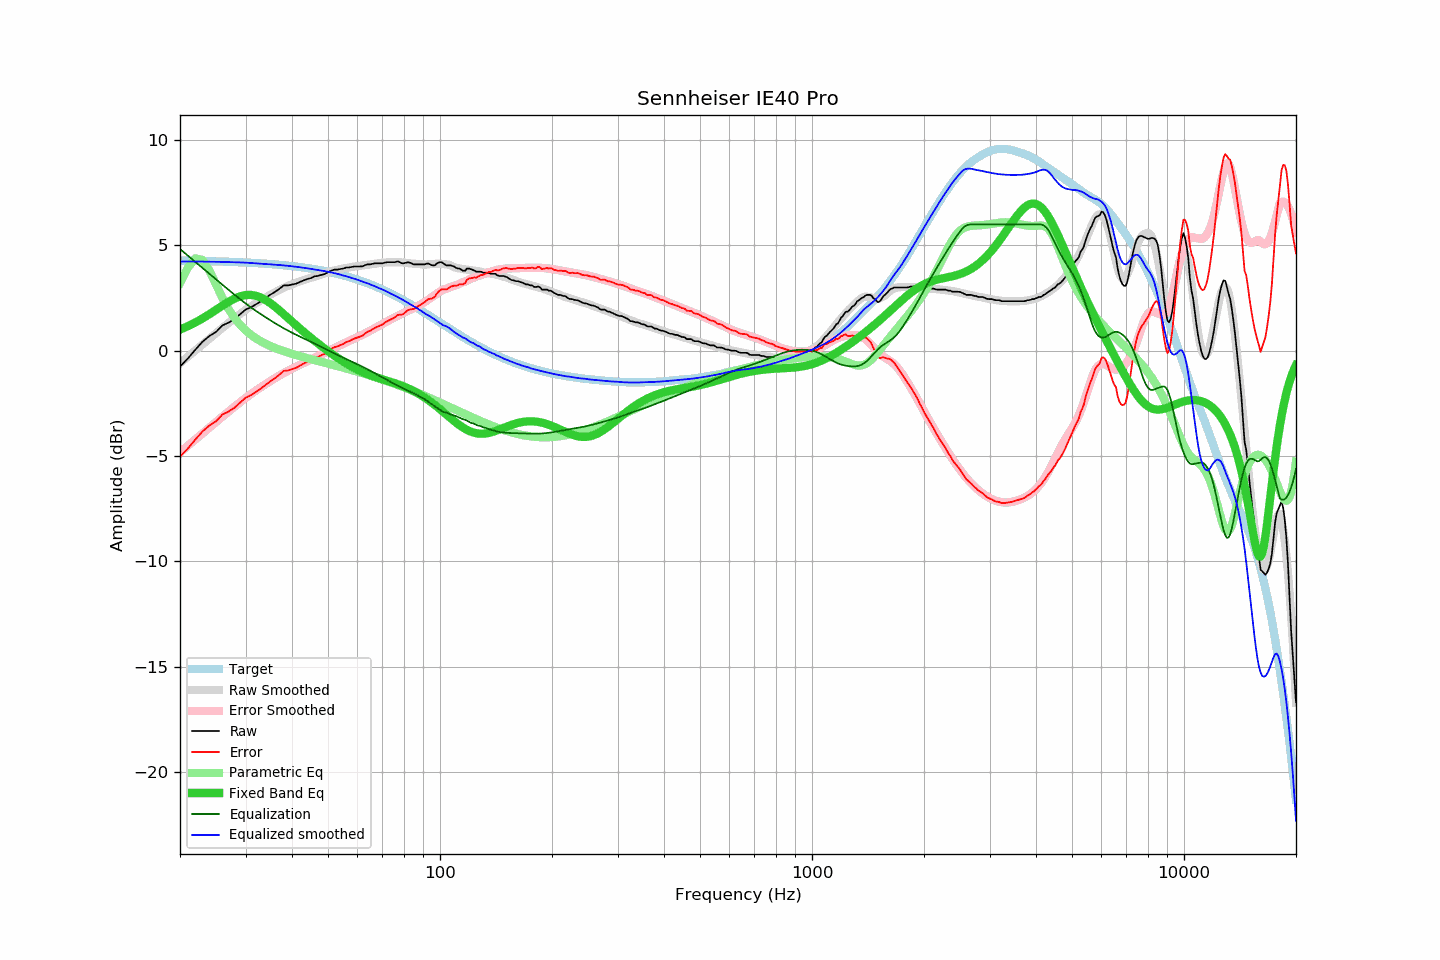 Sennheiser IE40 Pro
10
5
0
−5
−10
−15
−20
Amplitude (dBr)
Target
Raw Smoothed
Error Smoothed
Raw
Error
Parametric Eq
Fixed Band Eq
Equalization
Equalized smoothed
100
1000
10000
Frequency (Hz)